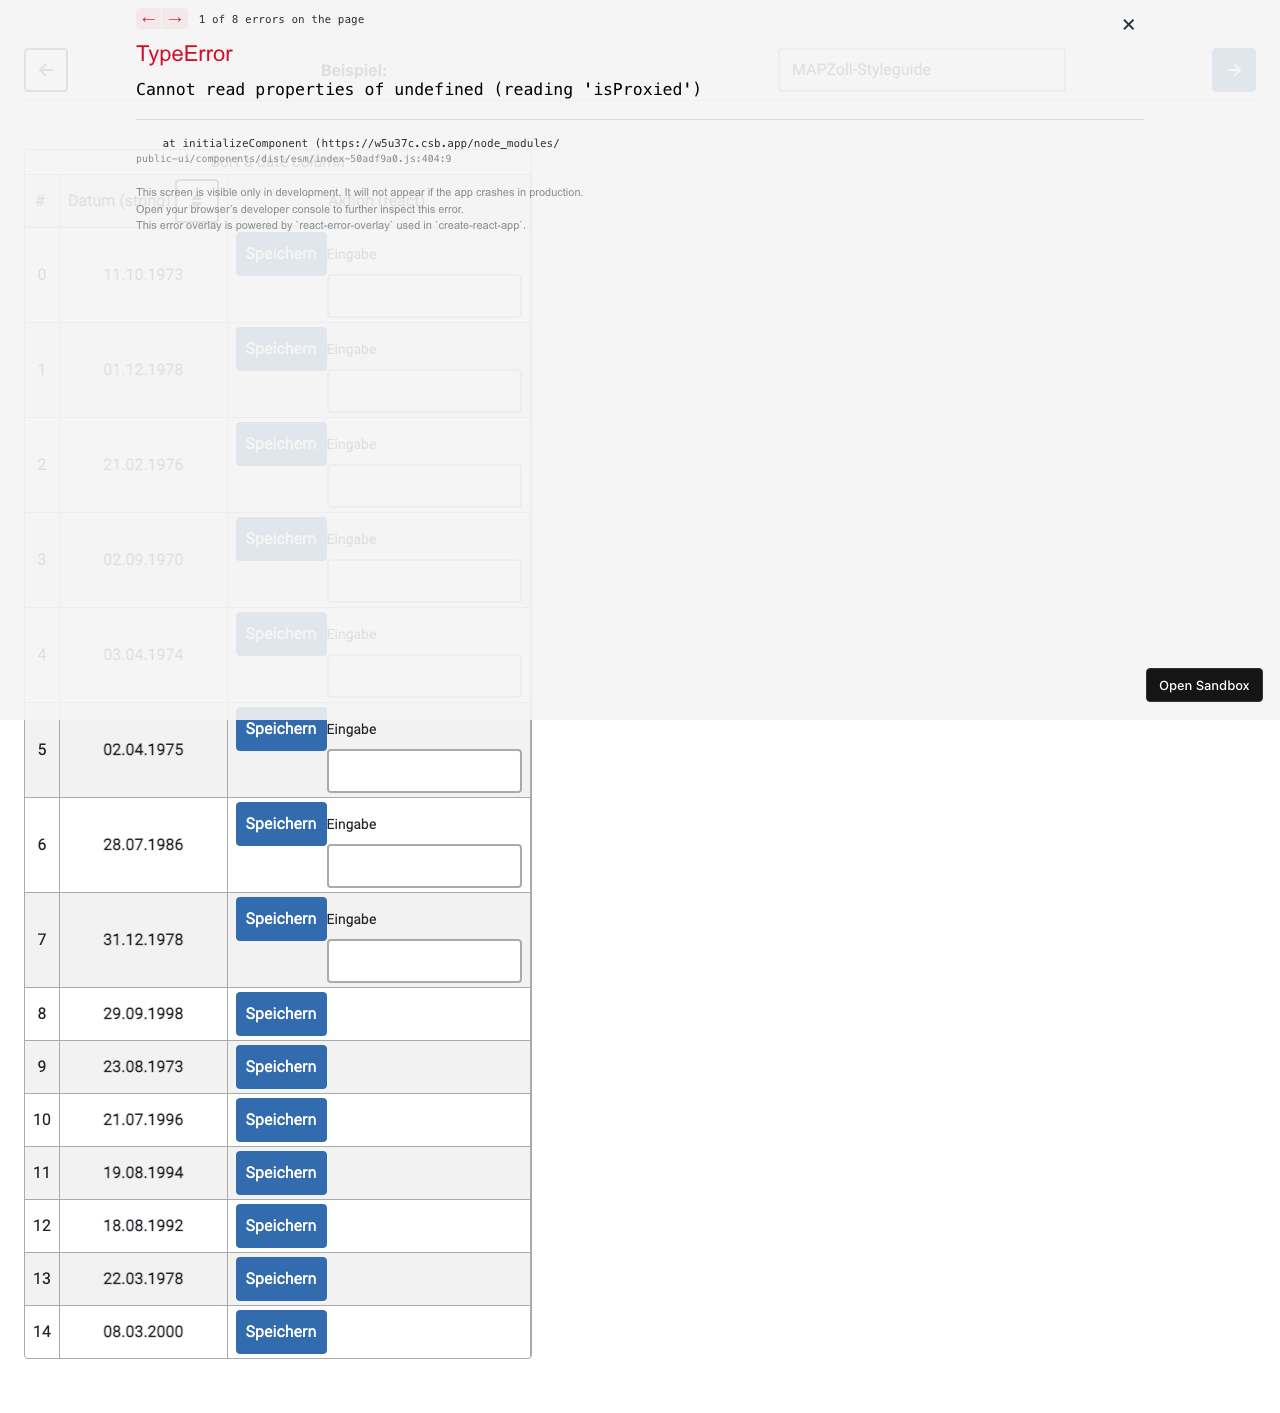 ← → 1 of 8 errors on the page
×
TypeError
← Beispiel: MAPZoll-Styleguide →
Cannot read properties of undefined (reading 'isProxied')
at initializeComponent (https://w5u37c.csb.app/node_modules/
public-ui/components/dist/esm/index-50adf9a0.js:404:9
Sort a date column
This screen is visible only in development. It will not appear if the app crashes in production.
# Datum (string) Aktion (react)
Open your browser's developer console to further inspect this error.
This error overlay is powered by `react-error-overlay` used in `create-react-app`.
0 11.10.1973 Speichern Eingabe
1 01.12.1978 Speichern Eingabe
2 21.02.1976 Speichern Eingabe
3 02.09.1970 Speichern Eingabe
4 03.04.1974 Speichern Eingabe
Open Sandbox
5 02.04.1975 Speichern Eingabe
6 28.07.1986 Speichern Eingabe
7 31.12.1978 Speichern Eingabe
8 29.09.1998 Speichern
9 23.08.1973 Speichern
10 21.07.1996 Speichern
11 19.08.1994 Speichern
12 18.08.1992 Speichern
13 22.03.1978 Speichern
14 08.03.2000 Speichern